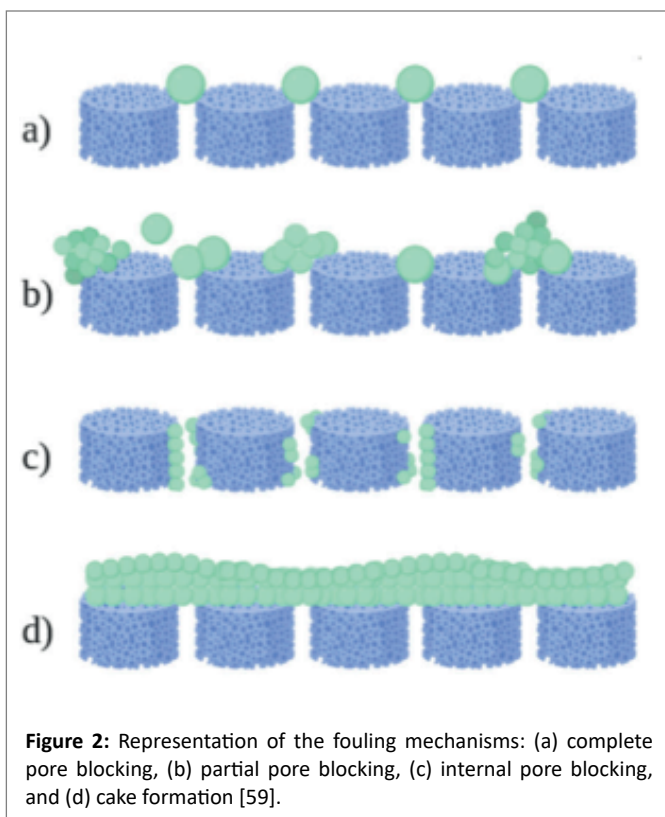 a)
b)
c)
d)
Figure 2: Representation of the fouling mechanisms: (a) complete
pore blocking, (b) partial pore blocking, (c) internal pore blocking,
and (d) cake formation [59].